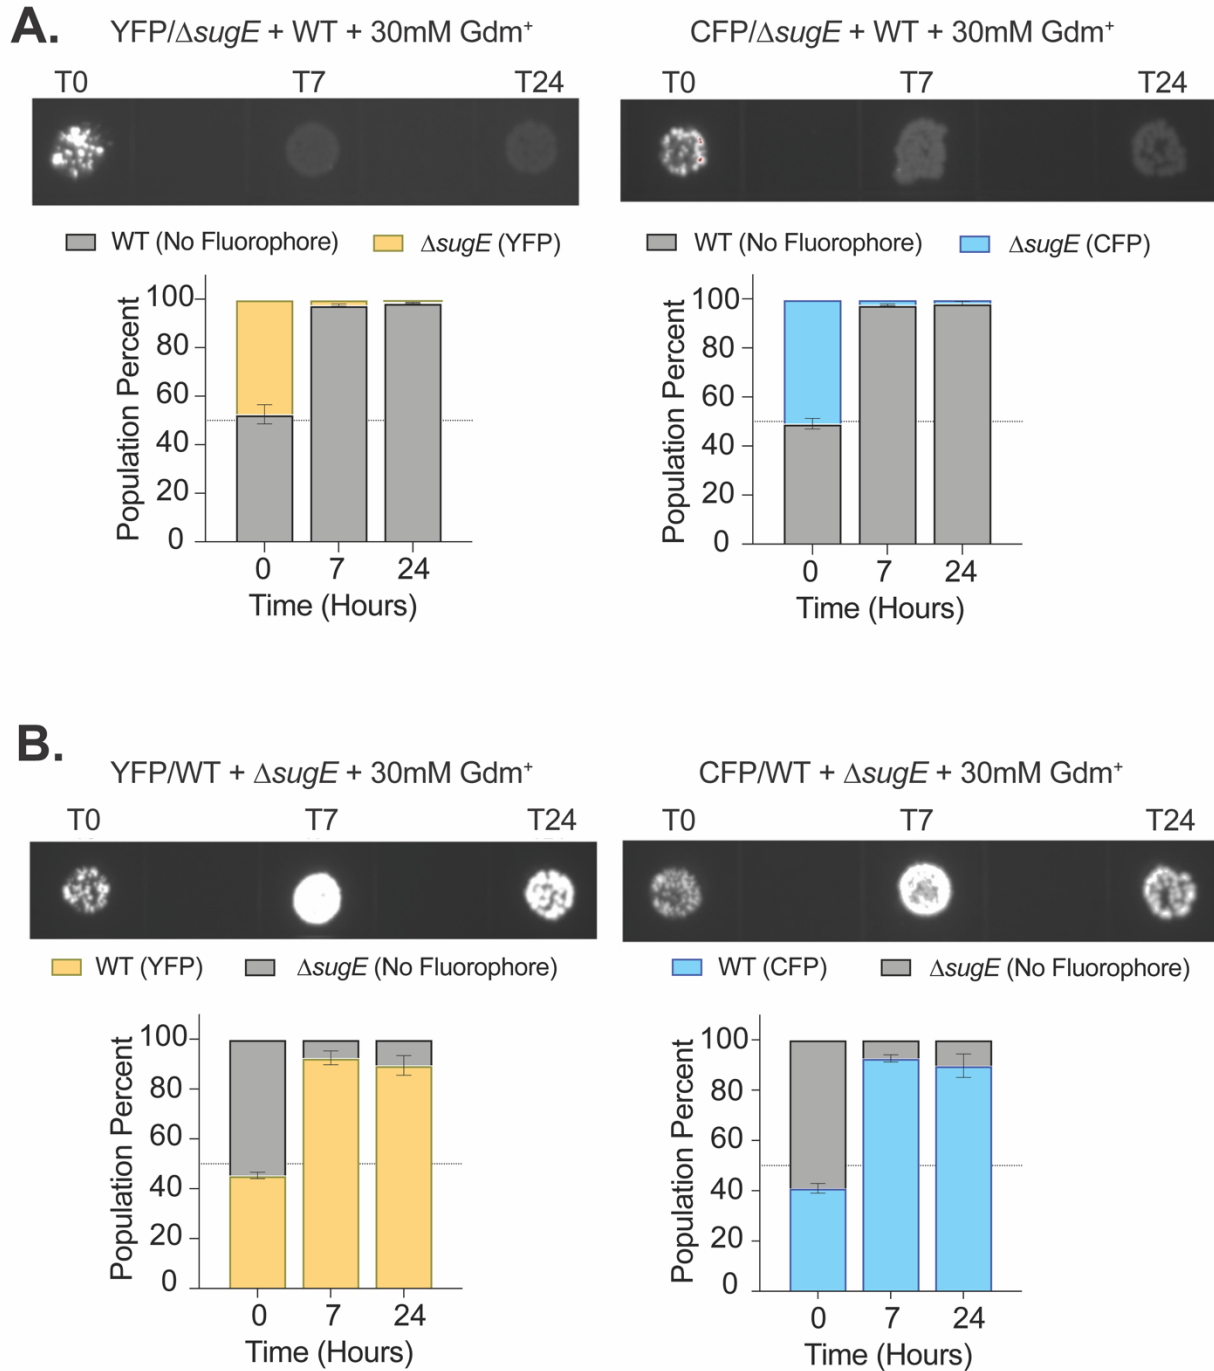 A.
YFP/ΔsugE + WT + 30mM Gdm⁺
T0 T7 T24
WT (No Fluorophore) ΔsugE (YFP)
Population Percent
100
80
60
40
20
0
0 7 24
Time (Hours)
CFP/ΔsugE + WT + 30mM Gdm⁺
T0 T7 T24
WT (No Fluorophore) ΔsugE (CFP)
Population Percent
100
80
60
40
20
0
0 7 24
Time (Hours)
B.
YFP/WT + ΔsugE + 30mM Gdm⁺
T0 T7 T24
WT (YFP) ΔsugE (No Fluorophore)
Population Percent
100
80
60
40
20
0
0 7 24
Time (Hours)
CFP/WT + ΔsugE + 30mM Gdm⁺
T0 T7 T24
WT (CFP) ΔsugE (No Fluorophore)
Population Percent
100
80
60
40
20
0
0 7 24
Time (Hours)